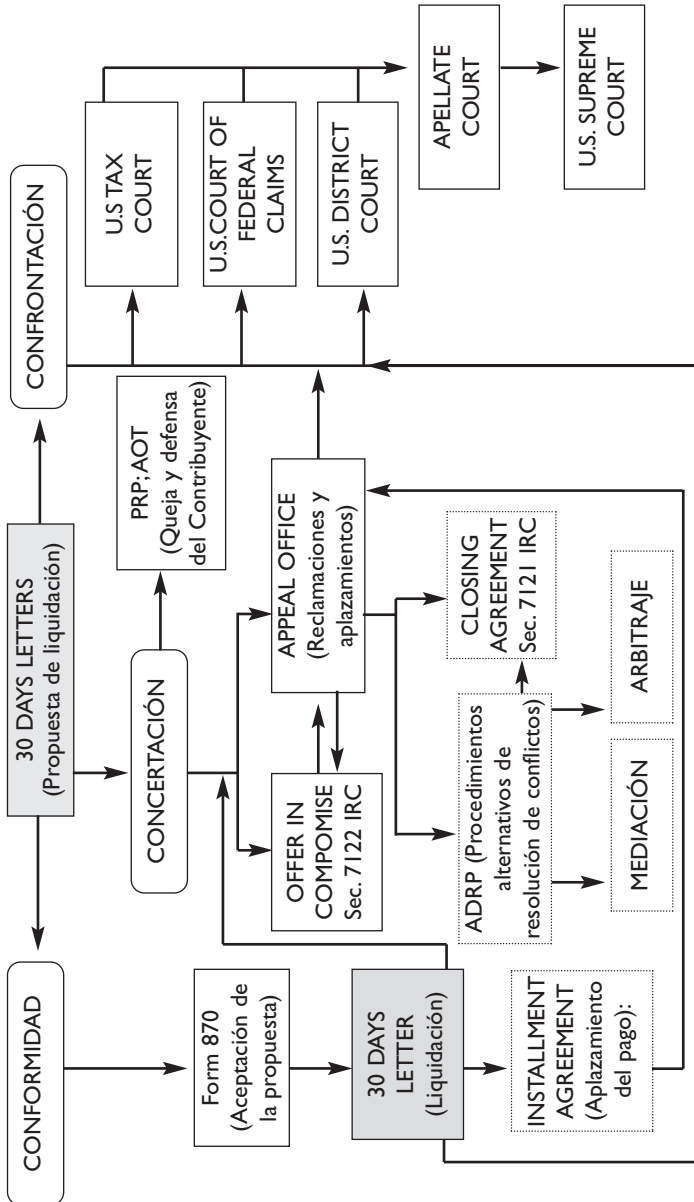 30 DAYS LETTERS
(Propuesta de liquidación)
CONFORMIDAD
CONCERTACIÓN
CONFRONTACIÓN
Form 870
(Aceptación de
la propuesta)
PRP; AOT
(Queja y defensa
del Contribuyente)
U.S TAX
COURT
U.S.COURT OF
FEDERAL
CLAIMS
U.S. DISTRICT
COURT
30 DAYS
LETTER
(Liquidación)
OFFER IN
COMPOMISE
Sec. 7122 IRC
APPEAL OFFICE
(Reclamaciones y
aplazamientos)
APELLATE
COURT
U.S. SUPREME
COURT
INSTALLMENT
AGREEMENT
(Aplazamiento
del pago):
ADRP (Procedimientos
alternativos de
resolución de conflictos)
CLOSING
AGREEMENT
Sec. 7121 IRC
MEDIACIÓN
ARBITRAJE